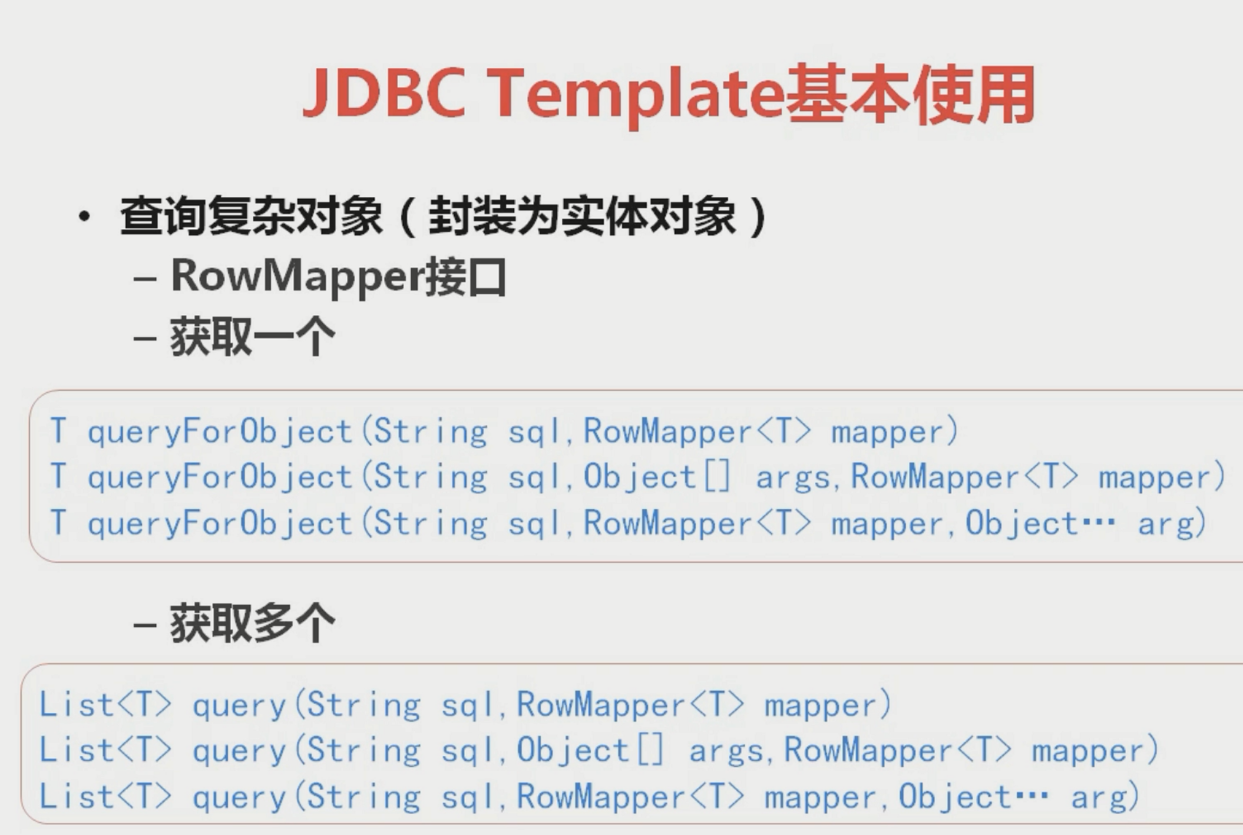 JDBC Template基本使用
• 查询复杂对象（封装为实体对象）
– RowMapper接口
– 获取一个
T queryForObject(String sql,RowMapper<T> mapper)
T queryForObject(String sql,Object[] args,RowMapper<T> mapper)
T queryForObject(String sql,RowMapper<T> mapper,Object… arg)
– 获取多个
List<T> query(String sql,RowMapper<T> mapper)
List<T> query(String sql,Object[] args,RowMapper<T> mapper)
List<T> query(String sql,RowMapper<T> mapper,Object… arg)